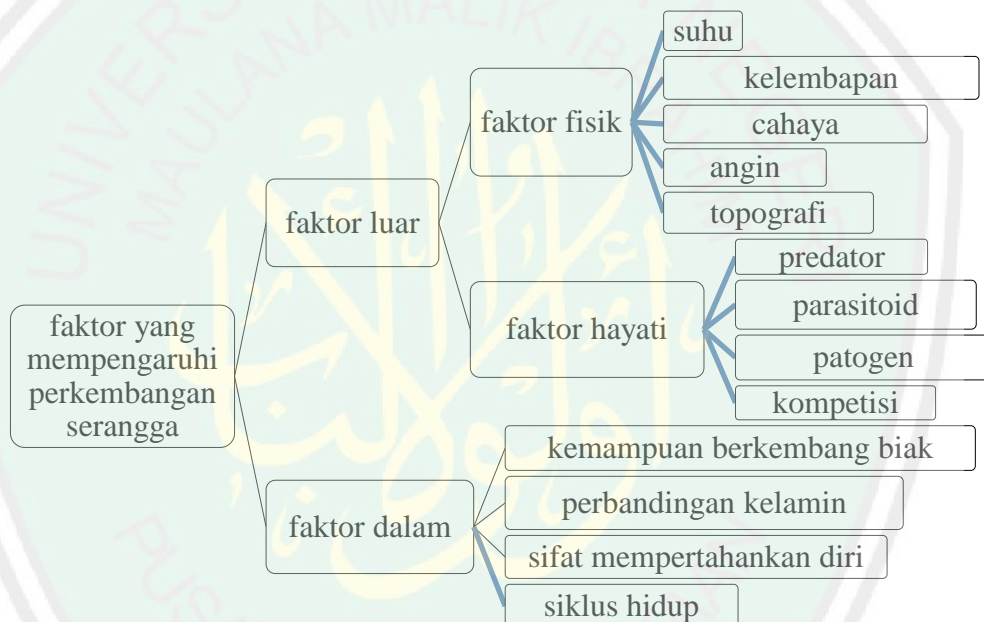 faktor yang
mempengaruhi
perkembangan
serangga
faktor luar
faktor fisik
suhu
kelembapan
cahaya
angin
topografi
faktor hayati
predator
parasitoid
patogen
kompetisi
faktor dalam
kemampuan berkembang biak
perbandingan kelamin
sifat mempertahankan diri
siklus hidup